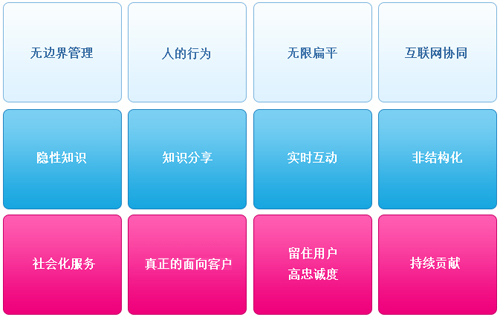 无边界管理
人的行为
无限扁平
互联网协同
隐性知识
知识分享
实时互动
非结构化
社会化服务
真正的面向客户
留住用户
高忠诚度
持续贡献